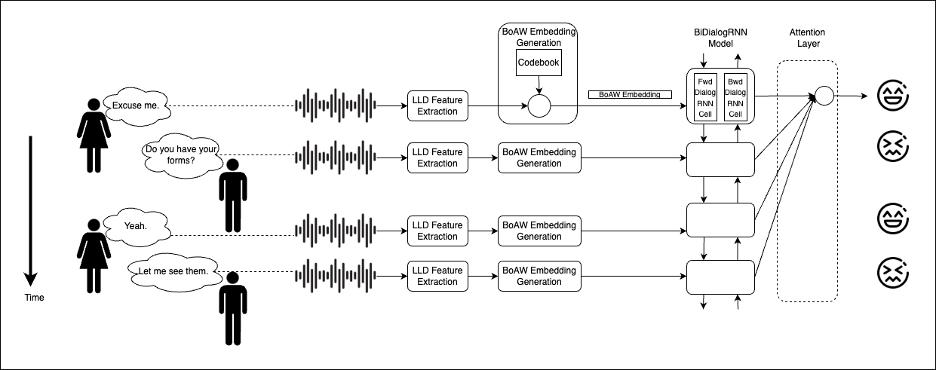 BoAW Embedding
Generation
Codebook
BiDialogRNN
Model
Attention
Layer
Excuse me.
LLD Feature
Extraction
BoAW Embedding
Fwd
Dialog
RNN
Cell
Bwd
Dialog
RNN
Cell
Do you have your
forms?
LLD Feature
Extraction
BoAW Embedding
Generation
Yeah.
LLD Feature
Extraction
BoAW Embedding
Generation
Let me see them.
LLD Feature
Extraction
BoAW Embedding
Generation
Time